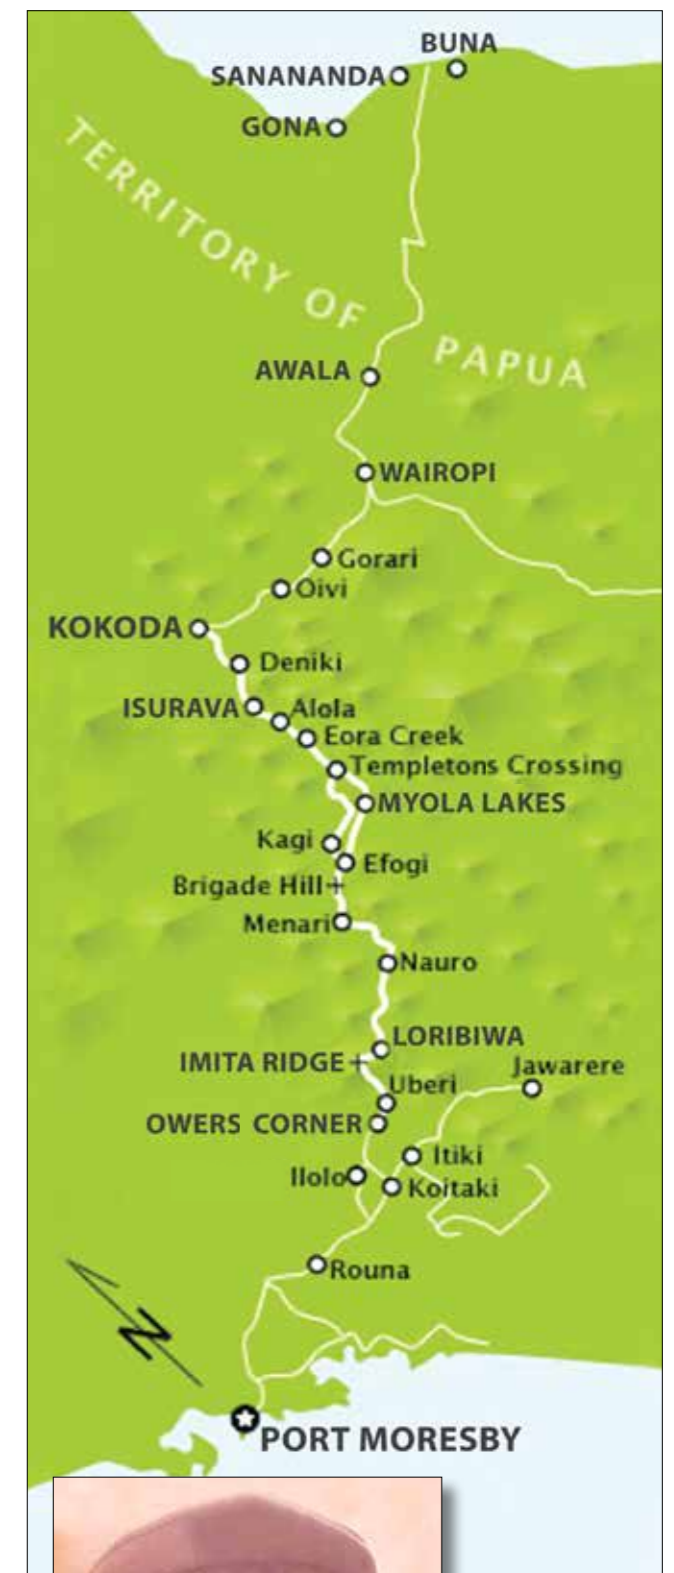 BUNA
SANANANDA
GONA
TERRITORY OF
PAPUA
AWALA
WAIROPI
Gorari
Oivi
KOKODA
Deniki
ISURAVA
Alola
Eora Creek
Templetons Crossing
MYOLA LAKES
Kagi
Efogi
Brigade Hill
Menari
Nauro
LORIBIWA
IMITA RIDGE
Jawarere
Uberi
OWERS CORNER
Itiki
Ilolo
Koitaki
Rouna
N
PORT MORESBY